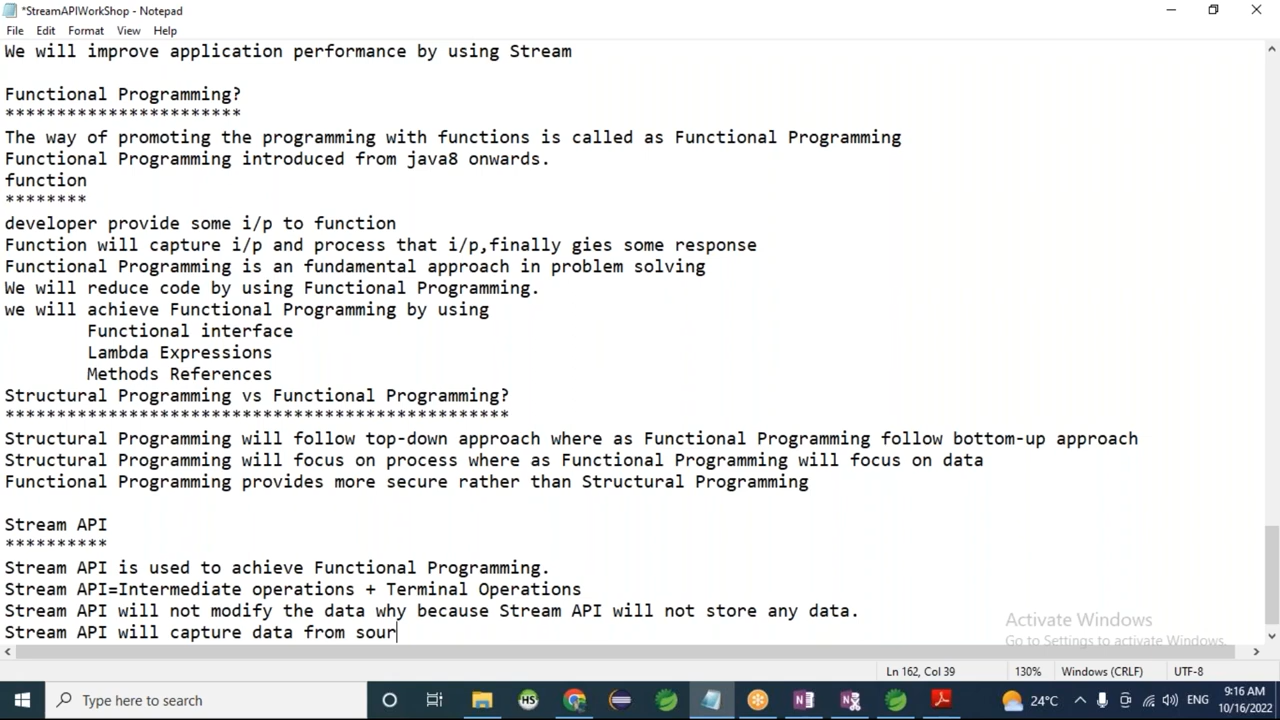 *StreamAPIWorkShop - Notepad
File Edit Format View Help
We will improve application performance by using Stream
Functional Programming?
***********************
The way of promoting the programming with functions is called as Functional Programming
Functional Programming introduced from java8 onwards.
function
********
developer provide some i/p to function
Function will capture i/p and process that i/p,finally gies some response
Functional Programming is an fundamental approach in problem solving
We will reduce code by using Functional Programming.
we will achieve Functional Programming by using
Functional interface
Lambda Expressions
Methods References
Structural Programming vs Functional Programming?
*************************************************
Structural Programming will follow top-down approach where as Functional Programming follow bottom-up approach
Structural Programming will focus on process where as Functional Programming will focus on data
Functional Programming provides more secure rather than Structural Programming
Stream API
**********
Stream API is used to achieve Functional Programming.
Stream API=Intermediate operations + Terminal Operations
Stream API will not modify the data why because Stream API will not store any data.
Stream API will capture data from sour
Activate Windows
Go to Settings to activate Windows.
Ln 162, Col 39 130% Windows (CRLF) UTF-8
Type here to search HS 24°C ENG 9:16 AM
10/16/2022